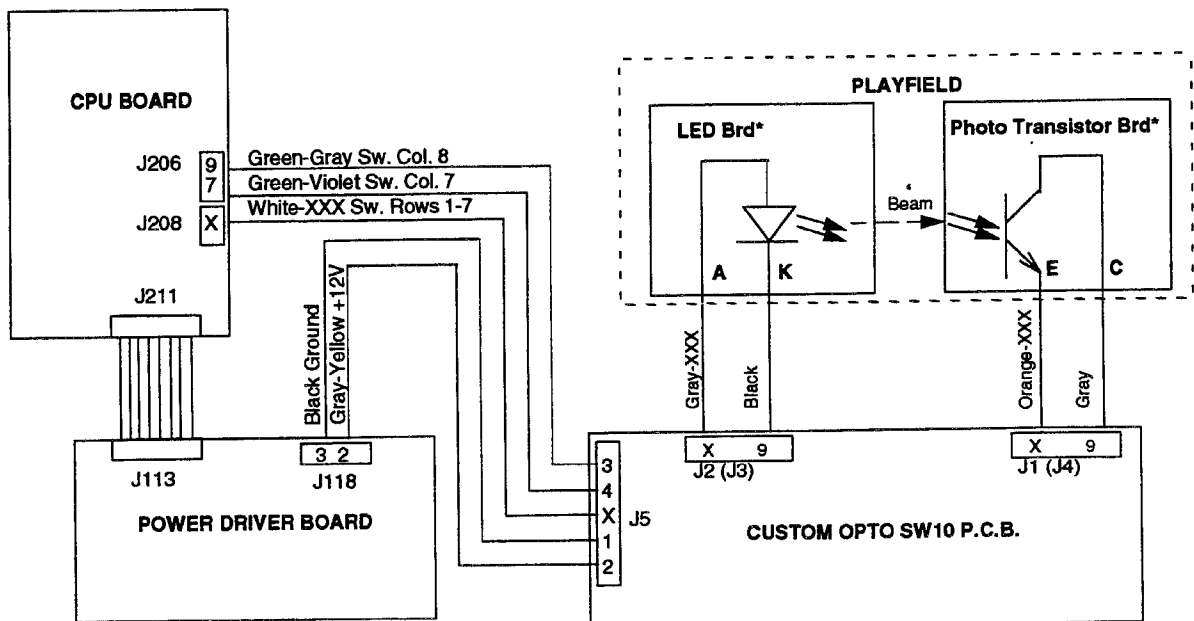 CPU BOARD
J206
9
7
J208
X
J211
Green-Gray Sw. Col. 8
Green-Violet Sw. Col. 7
White-XXX Sw. Rows 1-7
Black Ground
Gray-Yellow +12V
J113
3 2
J118
POWER DRIVER BOARD
PLAYFIELD
LED Brd*
Photo Transistor Brd*
Beam
A
K
E
C
Gray-XXX
Black
Orange-XXX
Gray
X 9
J2 (J3)
X 9
J1 (J4)
3
4
X
1
2
J5
CUSTOM OPTO SW10 P.C.B.